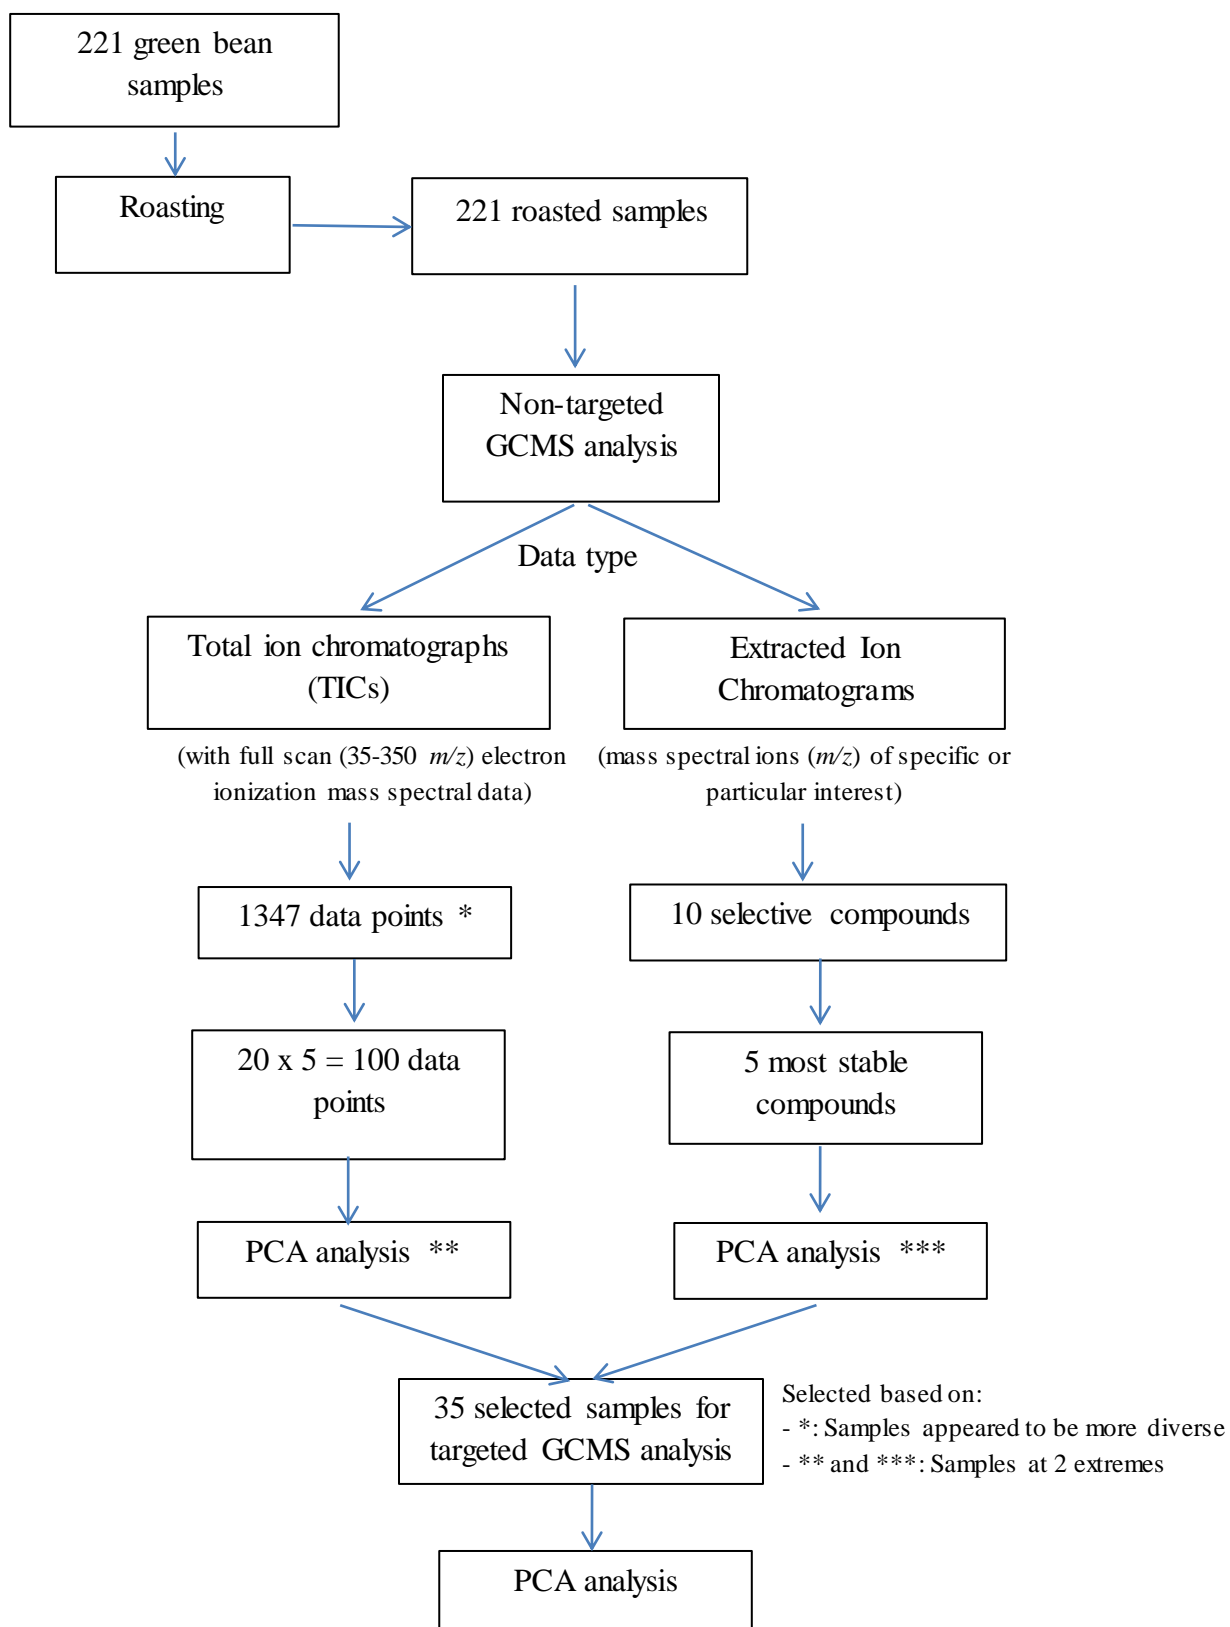 221 green bean
samples
Roasting
221 roasted samples
Non-targeted
GCMS analysis
Data type
Total ion chromatographs
(TICs)
(with full scan (35-350 m/z) electron
ionization mass spectral data)
Extracted Ion
Chromatograms
(mass spectral ions (m/z) of specific or
particular interest)
1347 data points *
10 selective compounds
20 x 5 = 100 data
points
5 most stable
compounds
PCA analysis **
PCA analysis ***
35 selected samples for
targeted GCMS analysis
Selected based on:
- *: Samples appeared to be more diverse
- ** and ***: Samples at 2 extremes
PCA analysis